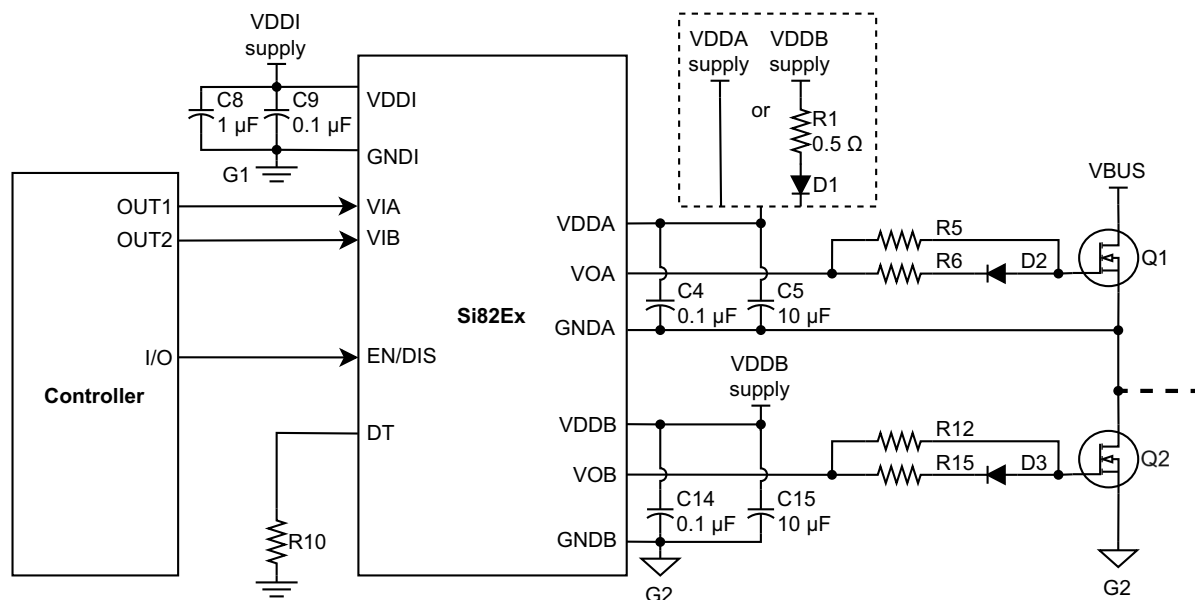 VDDI
supply
C8
1 µF
C9
0.1 µF
G1
VDDI
GNDI
VDDA
supply
or
VDDB
supply
R1
0.5 Ω
D1
VBUS
OUT1
OUT2
I/O
Controller
VIA
VIB
EN/DIS
DT
Si82Ex
VDDA
VOA
GNDA
VDDB
VOB
GNDB
C4
0.1 µF
C5
10 µF
R5
R6
D2
Q1
VDDB
supply
C14
0.1 µF
C15
10 µF
R12
R15
D3
Q2
R10
G2
G2